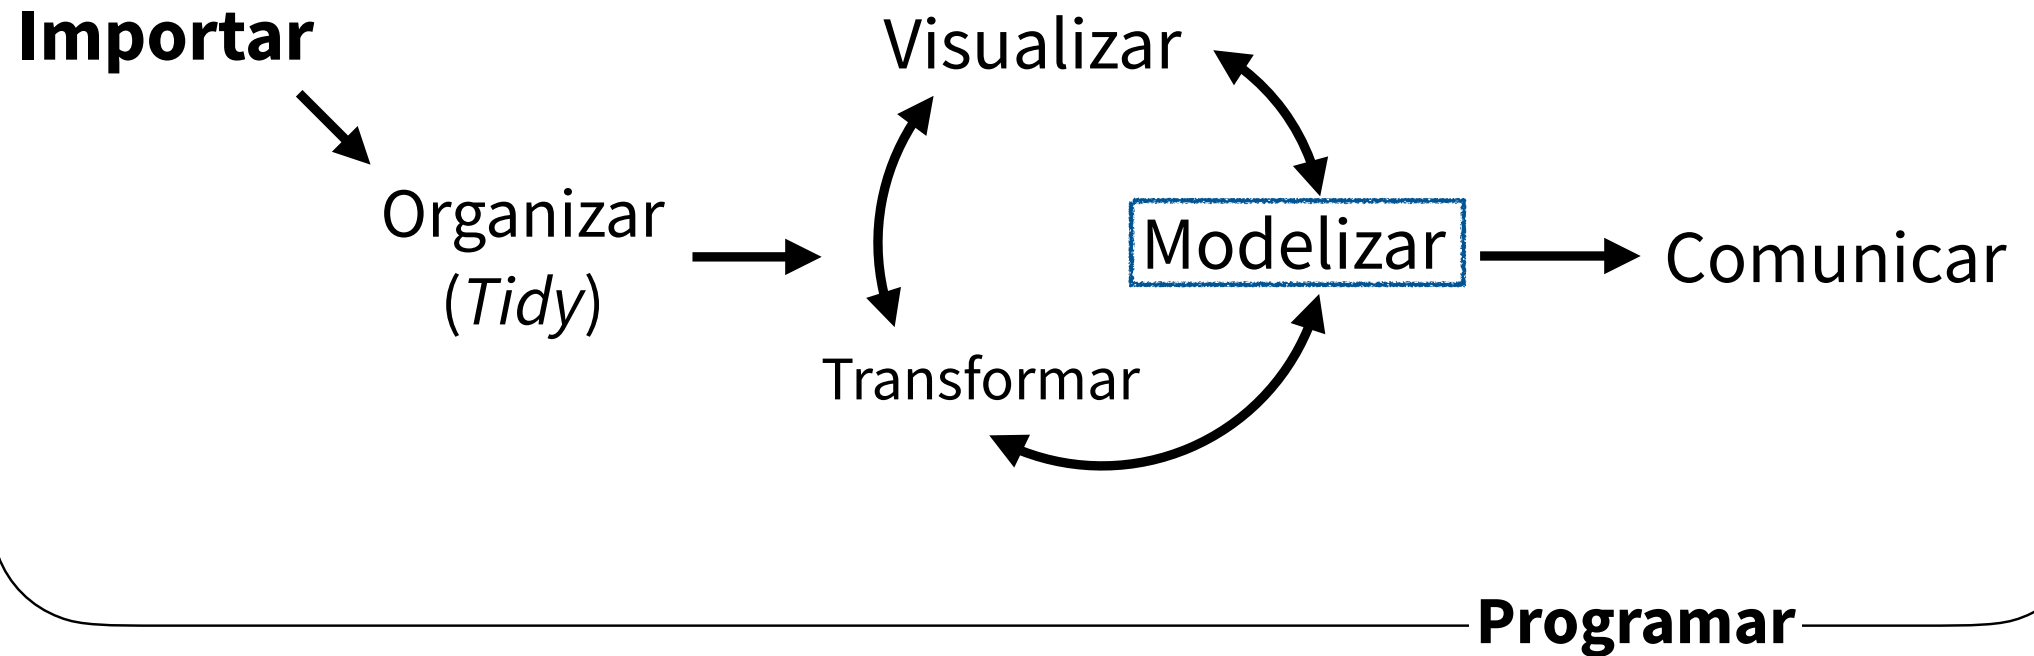 Importar
Visualizar
Organizar
(Tidy)
Modelizar
Comunicar
Transformar
Programar